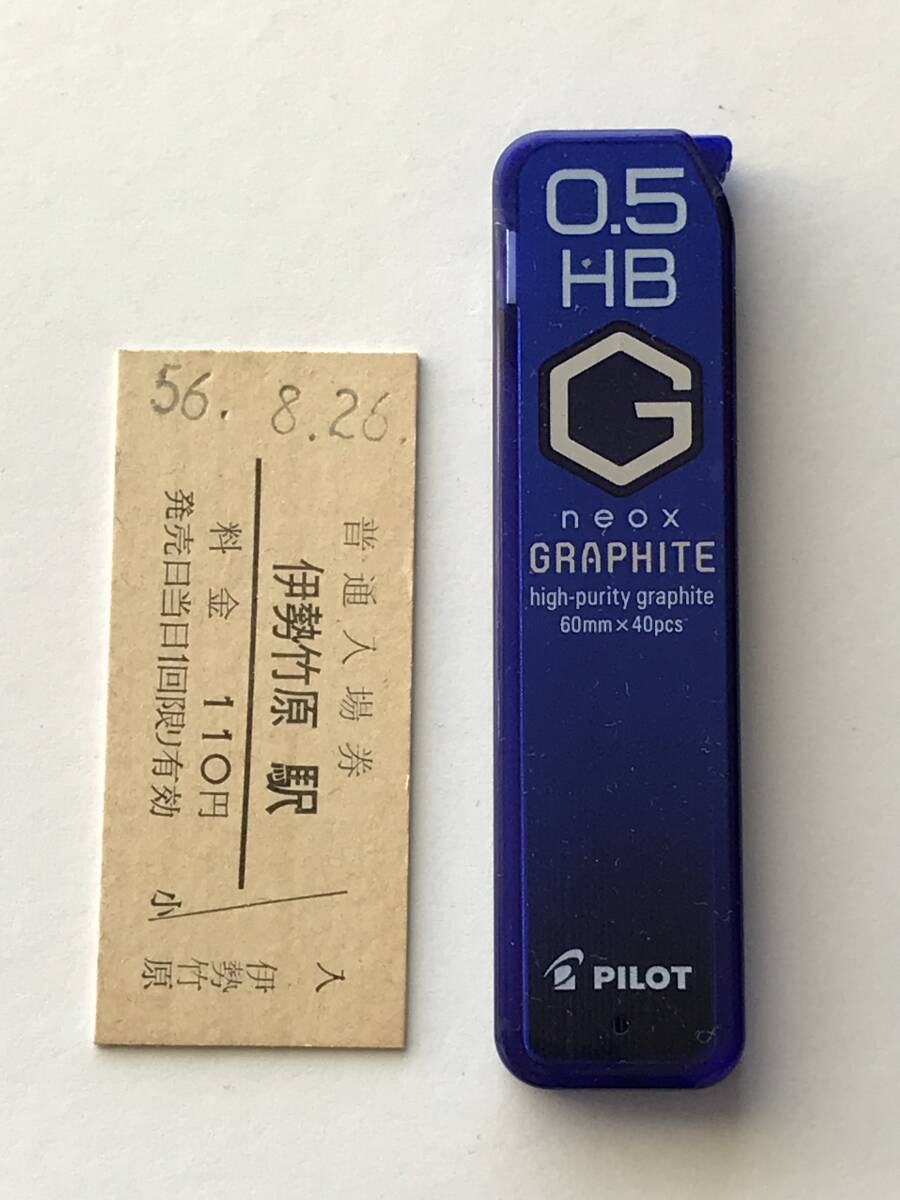 56. 8.26.
普通入場券
伊勢竹原 駅
料金 110円
発売日当日1回限り有効
小
入
伊勢竹原
0.5
HB
G
neox
GRAPHITE
high-purity graphite
60mm×40pcs
PILOT